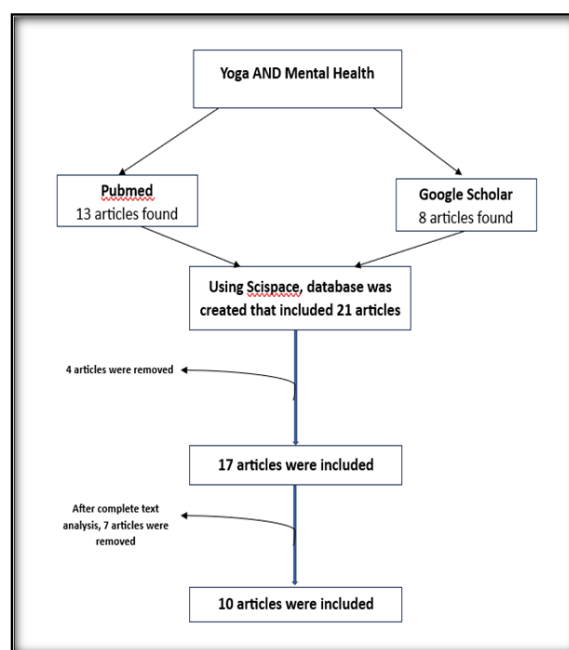 Yoga AND Mental Health
Pubmed
13 articles found
Google Scholar
8 articles found
Using Scispace, database was
created that included 21 articles
4 articles were removed
17 articles were included
After complete text
analysis, 7 articles were
removed
10 articles were included